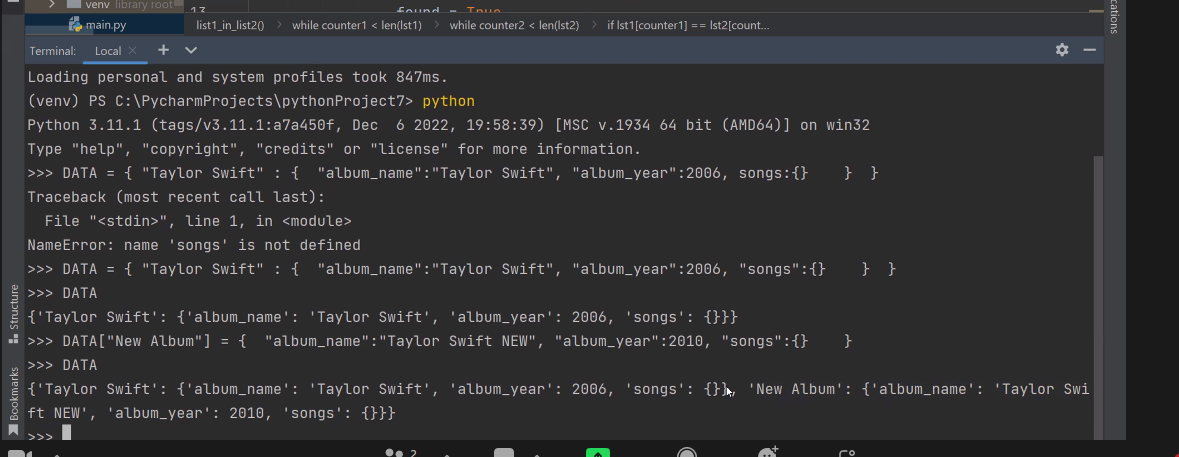 venv library root
13 found = True
main.py list1_in_list2() > while counter1 < len(lst1) > while counter2 < len(lst2) > if lst1[counter1] == lst2[count...
Terminal: Local × +
Loading personal and system profiles took 847ms.
(venv) PS C:\PycharmProjects\pythonProject7> python
Python 3.11.1 (tags/v3.11.1:a7a450f, Dec  6 2022, 19:58:39) [MSC v.1934 64 bit (AMD64)] on win32
Type "help", "copyright", "credits" or "license" for more information.
>>> DATA = { "Taylor Swift" : {  "album_name":"Taylor Swift", "album_year":2006, songs:{}    }  }
Traceback (most recent call last):
  File "<stdin>", line 1, in <module>
NameError: name 'songs' is not defined
>>> DATA = { "Taylor Swift" : {  "album_name":"Taylor Swift", "album_year":2006, "songs":{}    }  }
>>> DATA
{'Taylor Swift': {'album_name': 'Taylor Swift', 'album_year': 2006, 'songs': {}}}
>>> DATA["New Album"] = {  "album_name":"Taylor Swift NEW", "album_year":2010, "songs":{}    }
>>> DATA
{'Taylor Swift': {'album_name': 'Taylor Swift', 'album_year': 2006, 'songs': {}}, 'New Album': {'album_name': 'Taylor Swi
ft NEW', 'album_year': 2010, 'songs': {}}}
>>>
Structure
Bookmarks
cations
2